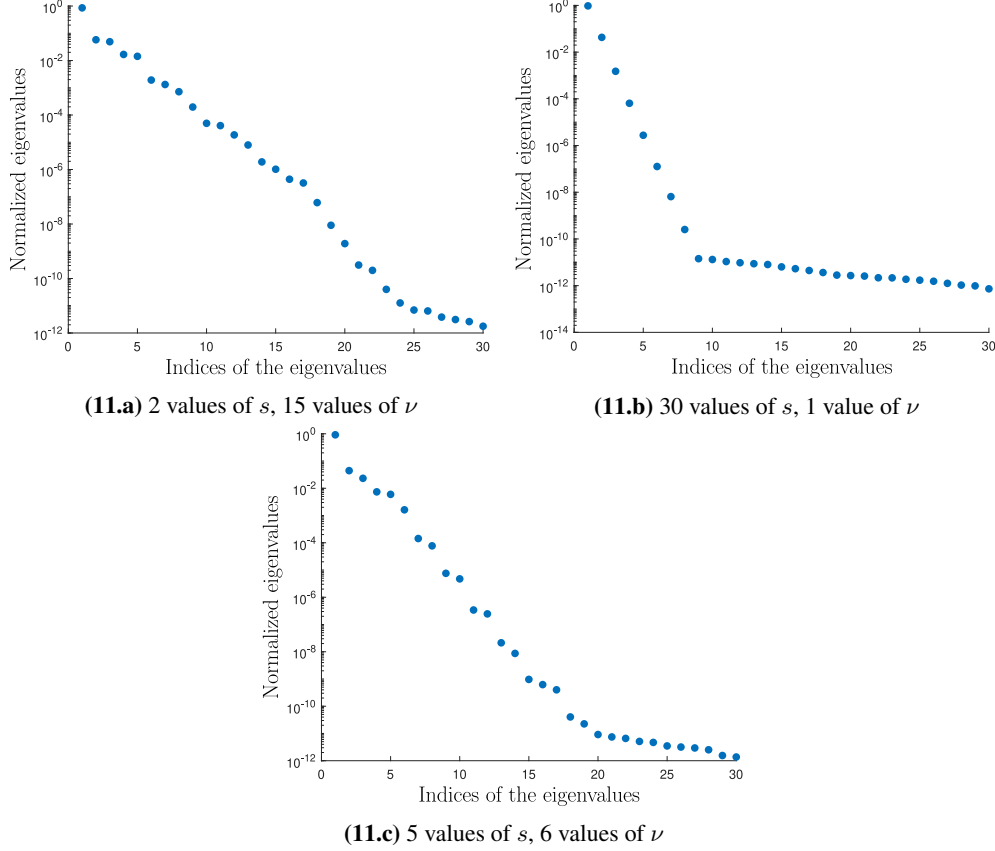 10^0
10^-2
10^-4
10^-6
10^-8
10^-10
10^-12
0 5 10 15 20 25 30
Normalized eigenvalues
Indices of the eigenvalues
(11.a) 2 values of s, 15 values of ν
10^0
10^-2
10^-4
10^-6
10^-8
10^-10
10^-12
10^-14
0 5 10 15 20 25 30
Normalized eigenvalues
Indices of the eigenvalues
(11.b) 30 values of s, 1 value of ν
10^0
10^-2
10^-4
10^-6
10^-8
10^-10
10^-12
0 5 10 15 20 25 30
Normalized eigenvalues
Indices of the eigenvalues
(11.c) 5 values of s, 6 values of ν